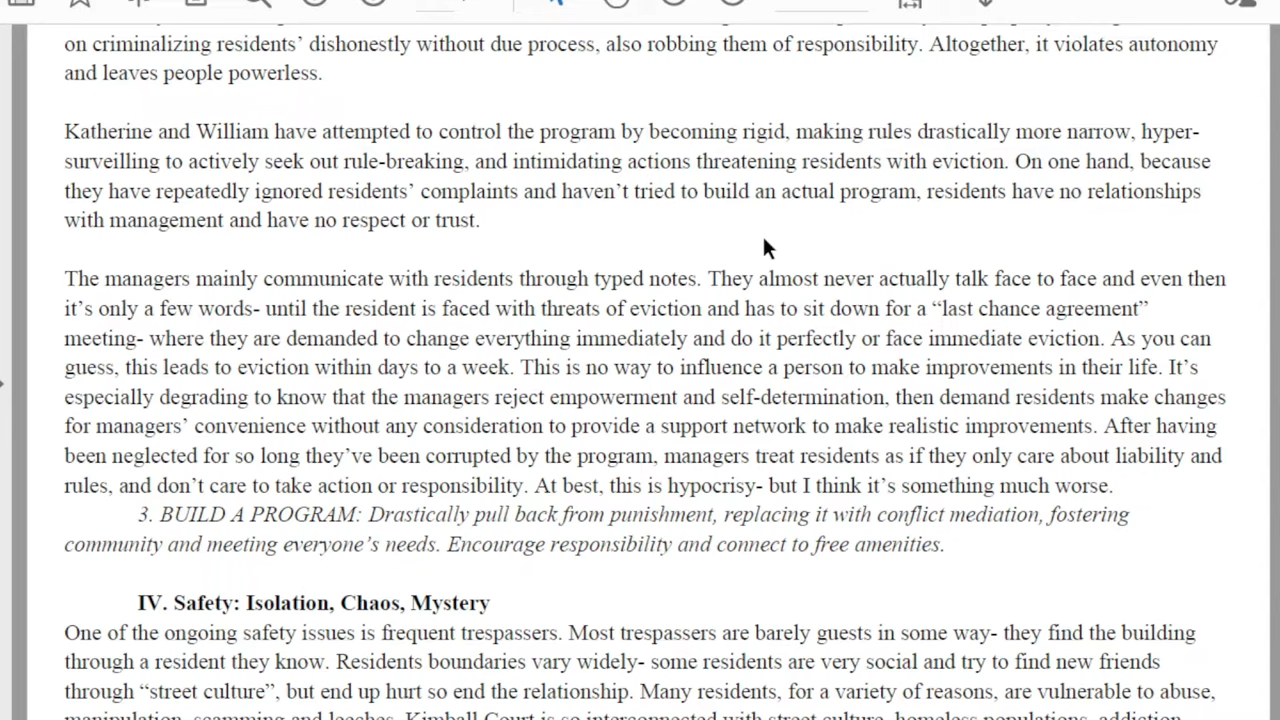 on criminalizing residents’ dishonestly without due process, also robbing them of responsibility. Altogether, it violates autonomy
and leaves people powerless.
Katherine and William have attempted to control the program by becoming rigid, making rules drastically more narrow, hyper-
surveilling to actively seek out rule-breaking, and intimidating actions threatening residents with eviction. On one hand, because
they have repeatedly ignored residents’ complaints and haven’t tried to build an actual program, residents have no relationships
with management and have no respect or trust.
The managers mainly communicate with residents through typed notes. They almost never actually talk face to face and even then
it’s only a few words- until the resident is faced with threats of eviction and has to sit down for a “last chance agreement”
meeting- where they are demanded to change everything immediately and do it perfectly or face immediate eviction. As you can
guess, this leads to eviction within days to a week. This is no way to influence a person to make improvements in their life. It’s
especially degrading to know that the managers reject empowerment and self-determination, then demand residents make changes
for managers’ convenience without any consideration to provide a support network to make realistic improvements. After having
been neglected for so long they’ve been corrupted by the program, managers treat residents as if they only care about liability and
rules, and don’t care to take action or responsibility. At best, this is hypocrisy- but I think it’s something much worse.
3. BUILD A PROGRAM: Drastically pull back from punishment, replacing it with conflict mediation, fostering
community and meeting everyone’s needs. Encourage responsibility and connect to free amenities.
IV. Safety: Isolation, Chaos, Mystery
One of the ongoing safety issues is frequent trespassers. Most trespassers are barely guests in some way- they find the building
through a resident they know. Residents boundaries vary widely- some residents are very social and try to find new friends
through “street culture”, but end up hurt so end the relationship. Many residents, for a variety of reasons, are vulnerable to abuse,
manipulation, scamming and leeches. Kimball Court is so interconnected with street culture, homeless populations, addiction